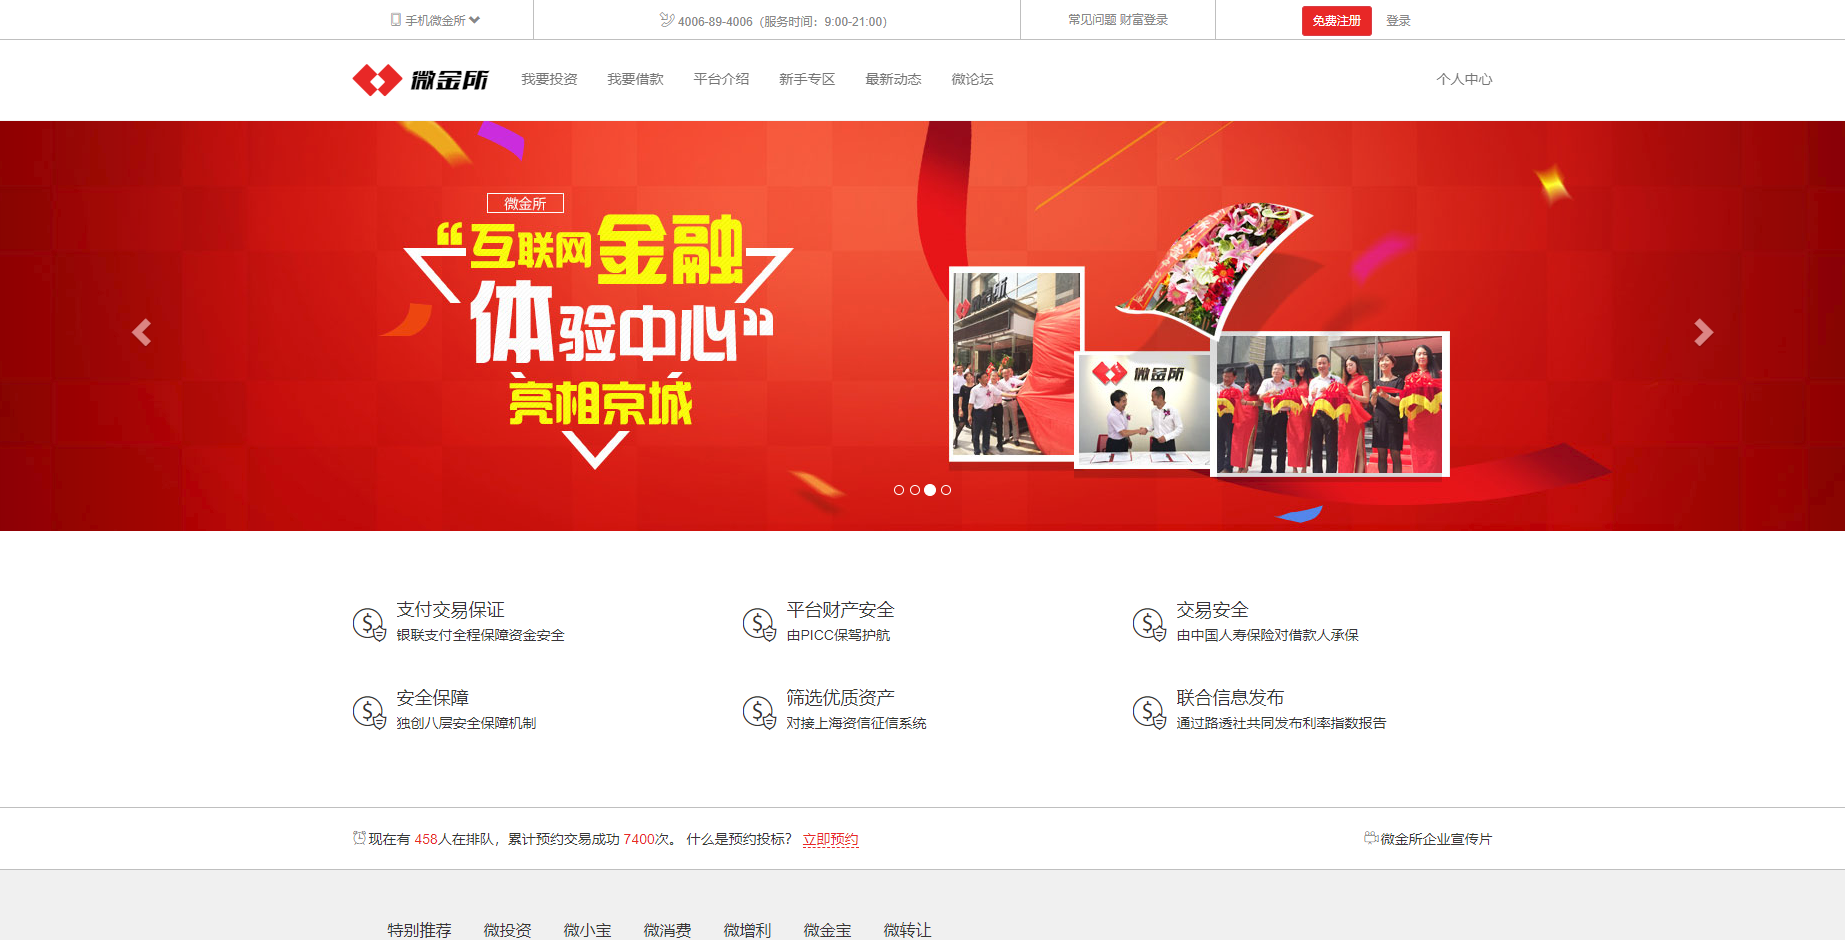 手机微金所
4006-89-4006（服务时间：9:00-21:00）
常见问题 财富登录
免费注册
登录
微金所
我要投资
我要借款
平台介绍
新手专区
最新动态
微论坛
个人中心
微金所
“互联网金融
体验中心”
亮相京城
微金所
支付交易保证
银联支付全程保障资金安全
平台财产安全
由PICC保驾护航
交易安全
由中国人寿保险对借款人承保
安全保障
独创八层安全保障机制
筛选优质资产
对接上海资信征信系统
联合信息发布
通过路透社共同发布利率指数报告
现在有 458人在排队，累计预约交易成功 7400次。 什么是预约投标？ 立即预约
微金所企业宣传片
特别推荐
微投资
微小宝
微消费
微增利
微金宝
微转让